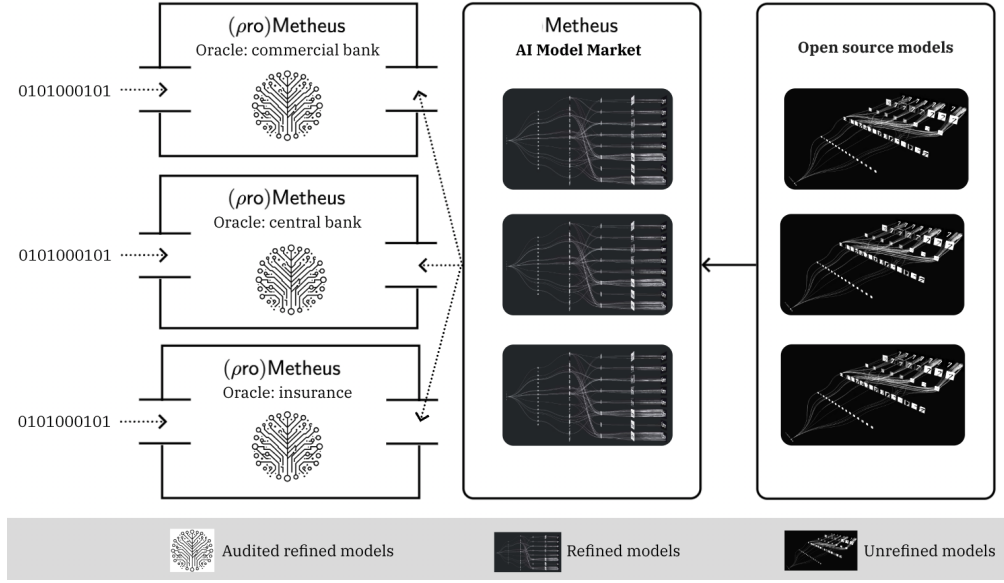 (ρro)Metheus
Oracle: commercial bank
0101000101
(ρro)Metheus
Oracle: central bank
0101000101
(ρro)Metheus
Oracle: insurance
0101000101
Metheus
AI Model Market
Open source models
Audited refined models
Refined models
Unrefined models